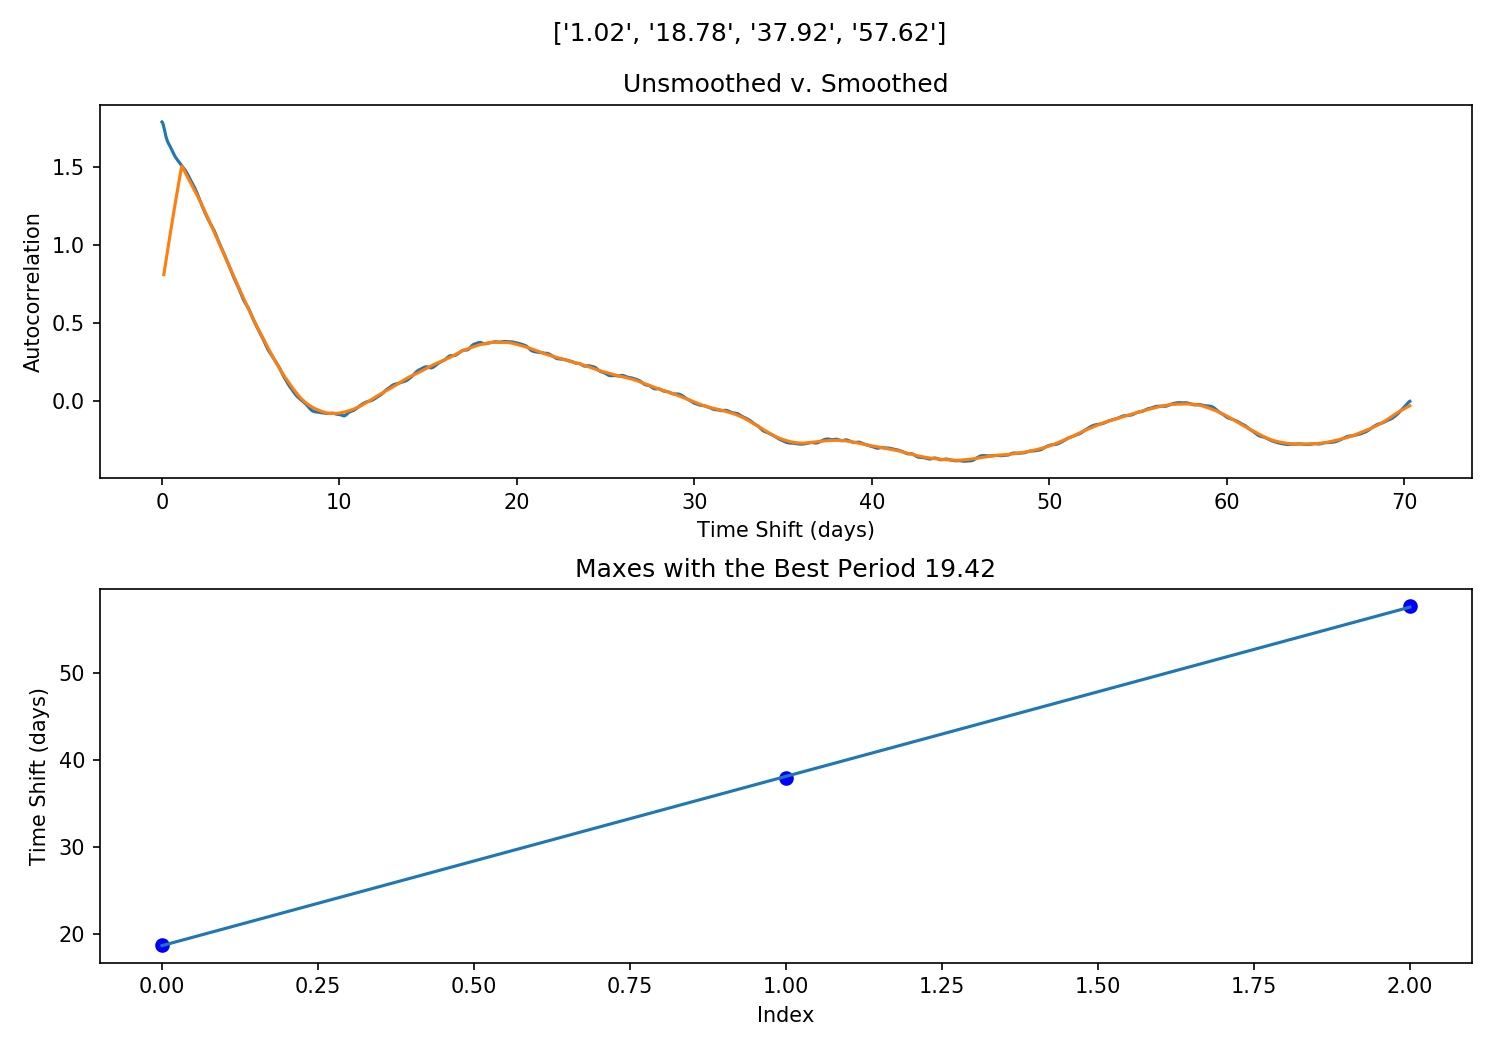 ['1.02', '18.78', '37.92', '57.62']
Unsmoothed v. Smoothed
Autocorrelation
1.5
1.0
0.5
0.0
0 10 20 30 40 50 60 70
Time Shift (days)
Maxes with the Best Period 19.42
Time Shift (days)
50
40
30
20
0.00 0.25 0.50 0.75 1.00 1.25 1.50 1.75 2.00
Index